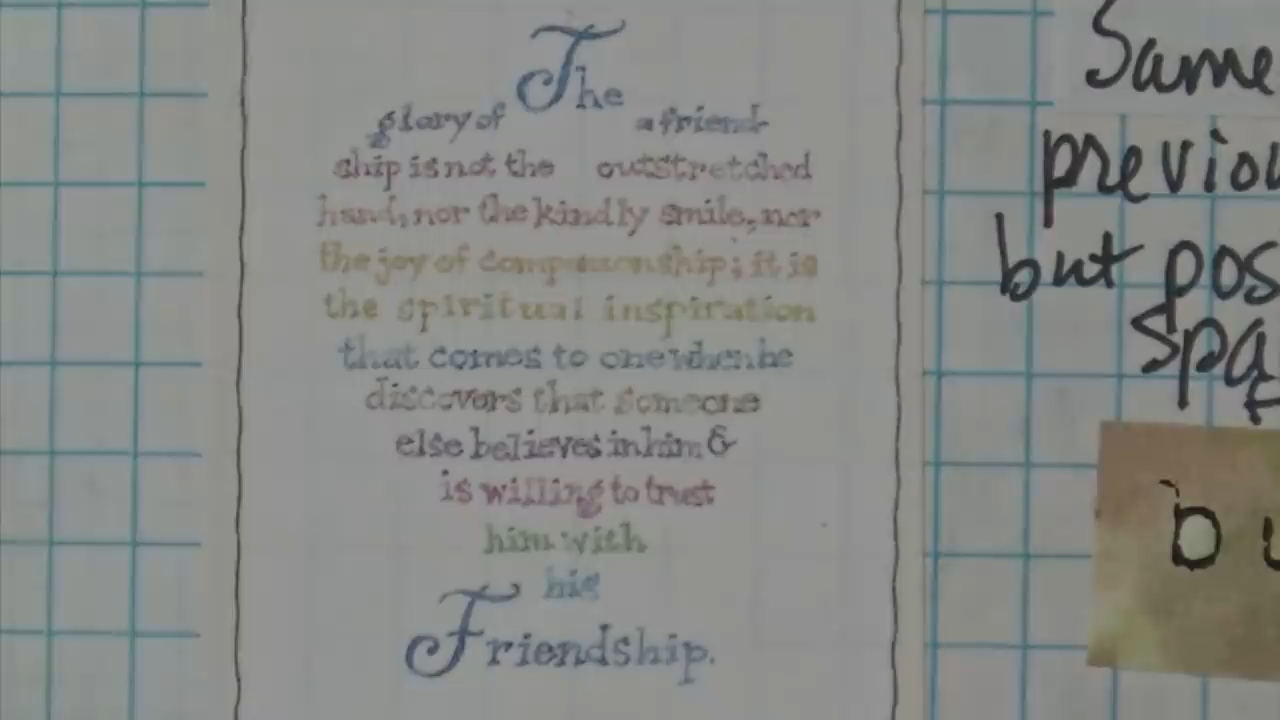 The
glory of a friend-
ship is not the outstretched
hand, nor the kindly smile, nor
the joy of companionship; it is
the spiritual inspiration
that comes to one when he
discovers that someone
else believes in him &
is willing to trust
him with
his
Friendship.
Same
previou
but pos
spa